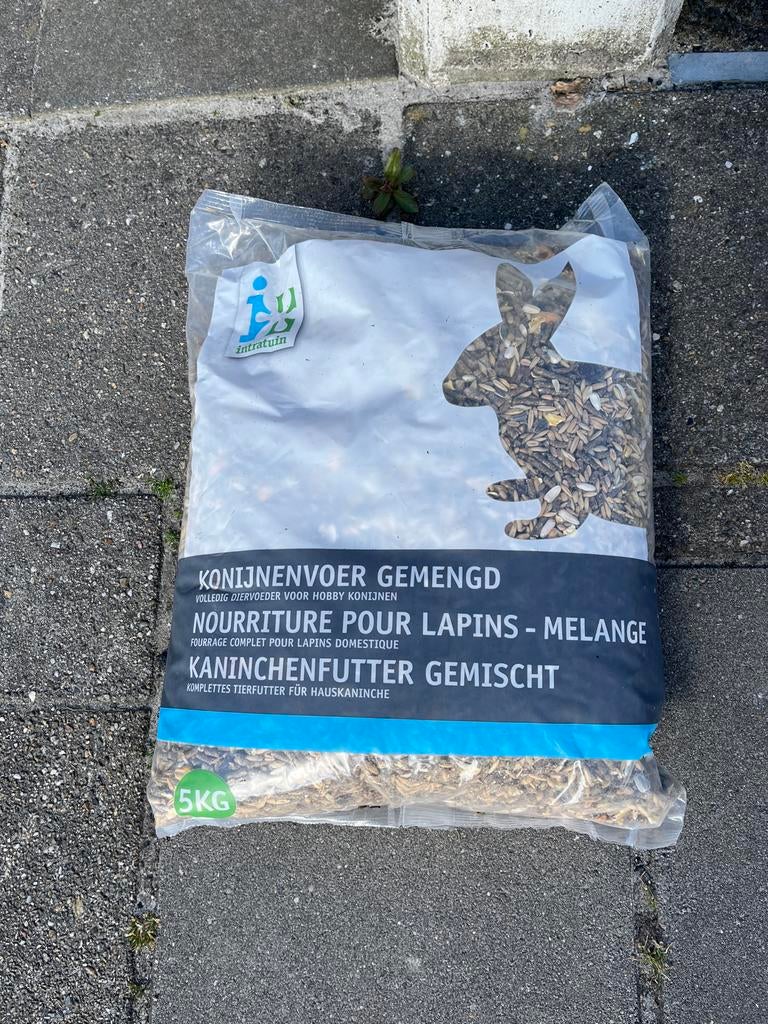 intratuin
KONIJNENVOER GEMENGD
VOLLEDIG DIERVOEDER VOOR HOBBY KONIJNEN
NOURRITURE POUR LAPINS - MELANGE
FOURRAGE COMPLET POUR LAPINS DOMESTIQUE
KANINCHENFUTTER GEMISCHT
KOMPLETTES TIERFUTTER FÜR HAUSKANINCHE
5KG